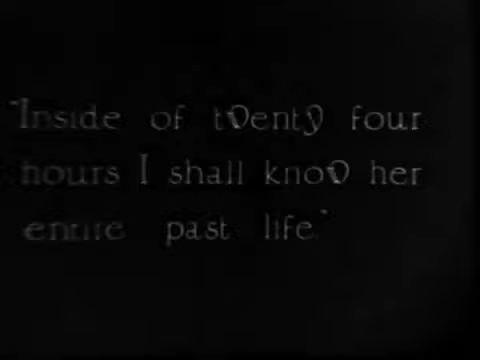 "Inside of twenty four
hours I shall know her
entire past life."